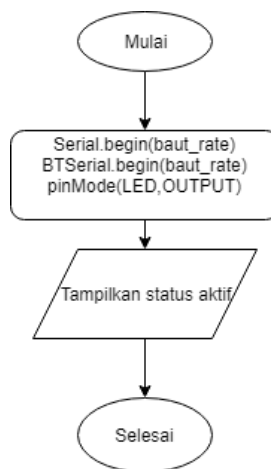 Mulai
Serial.begin(baut_rate)
BTSerial.begin(baut_rate)
pinMode(LED,OUTPUT)
Tampilkan status aktif
Selesai